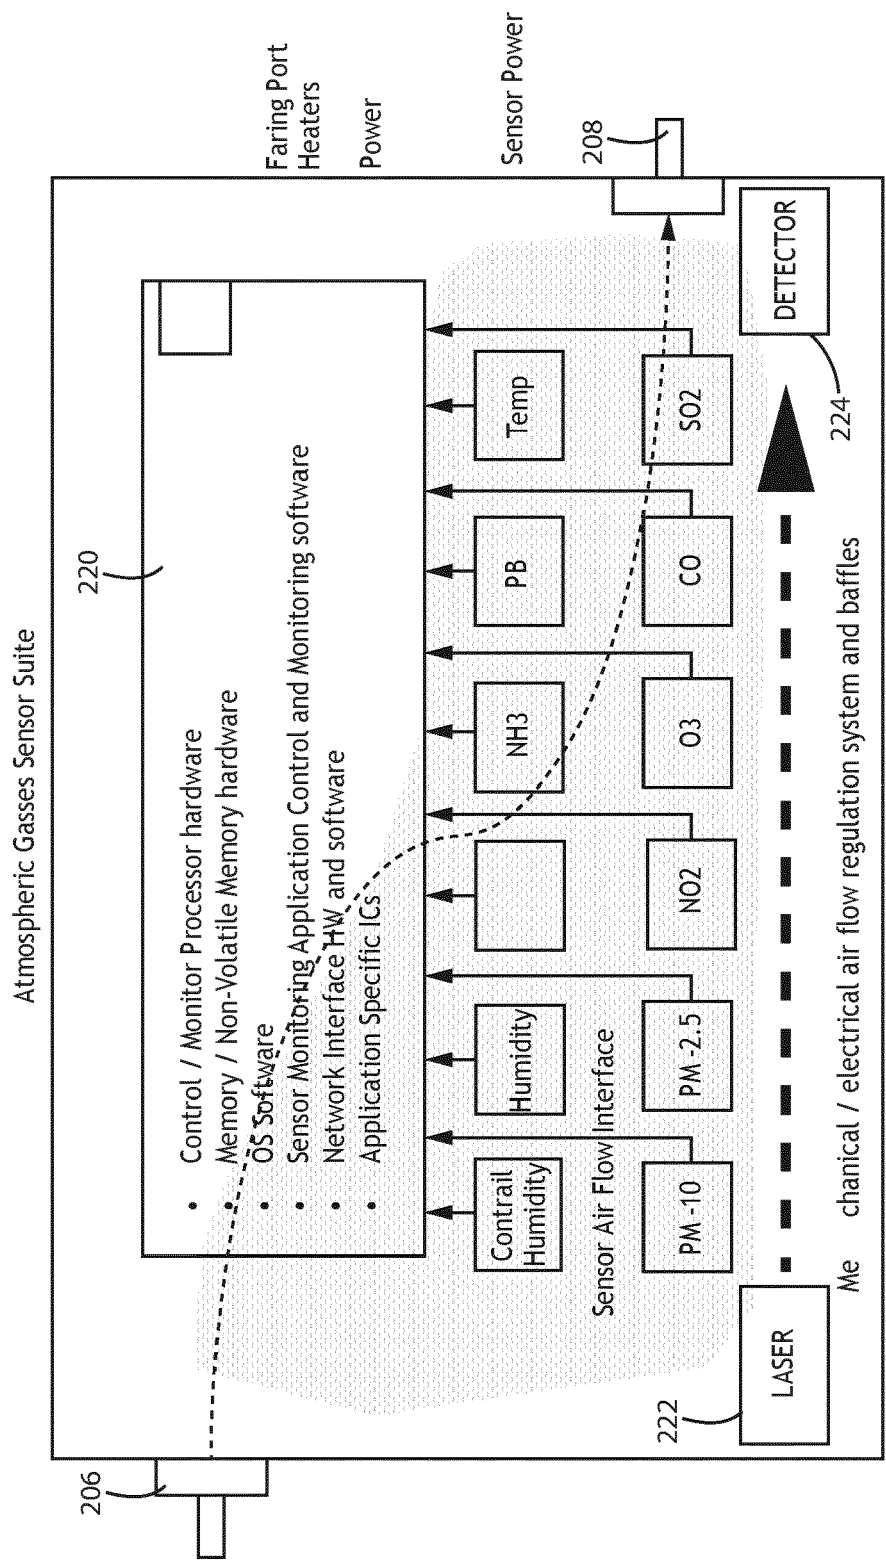 Atmospheric Gasses Sensor Suite
220
206
• Control / Monitor Processor hardware
• Memory / Non-Volatile Memory hardware
• OS Software
• Sensor Monitoring Application Control and Monitoring software
• Network Interface HW and software
• Application Specific ICs
Faring Port
Heaters
Power
Sensor Power
Contrail
Humidity
Humidity
NH3
PB
Temp
Sensor Air Flow Interface
208
PM-10
PM-2.5
NO2
O3
CO
SO2
222
LASER
DETECTOR
224
Me chanical / electrical air flow regulation system and baffles